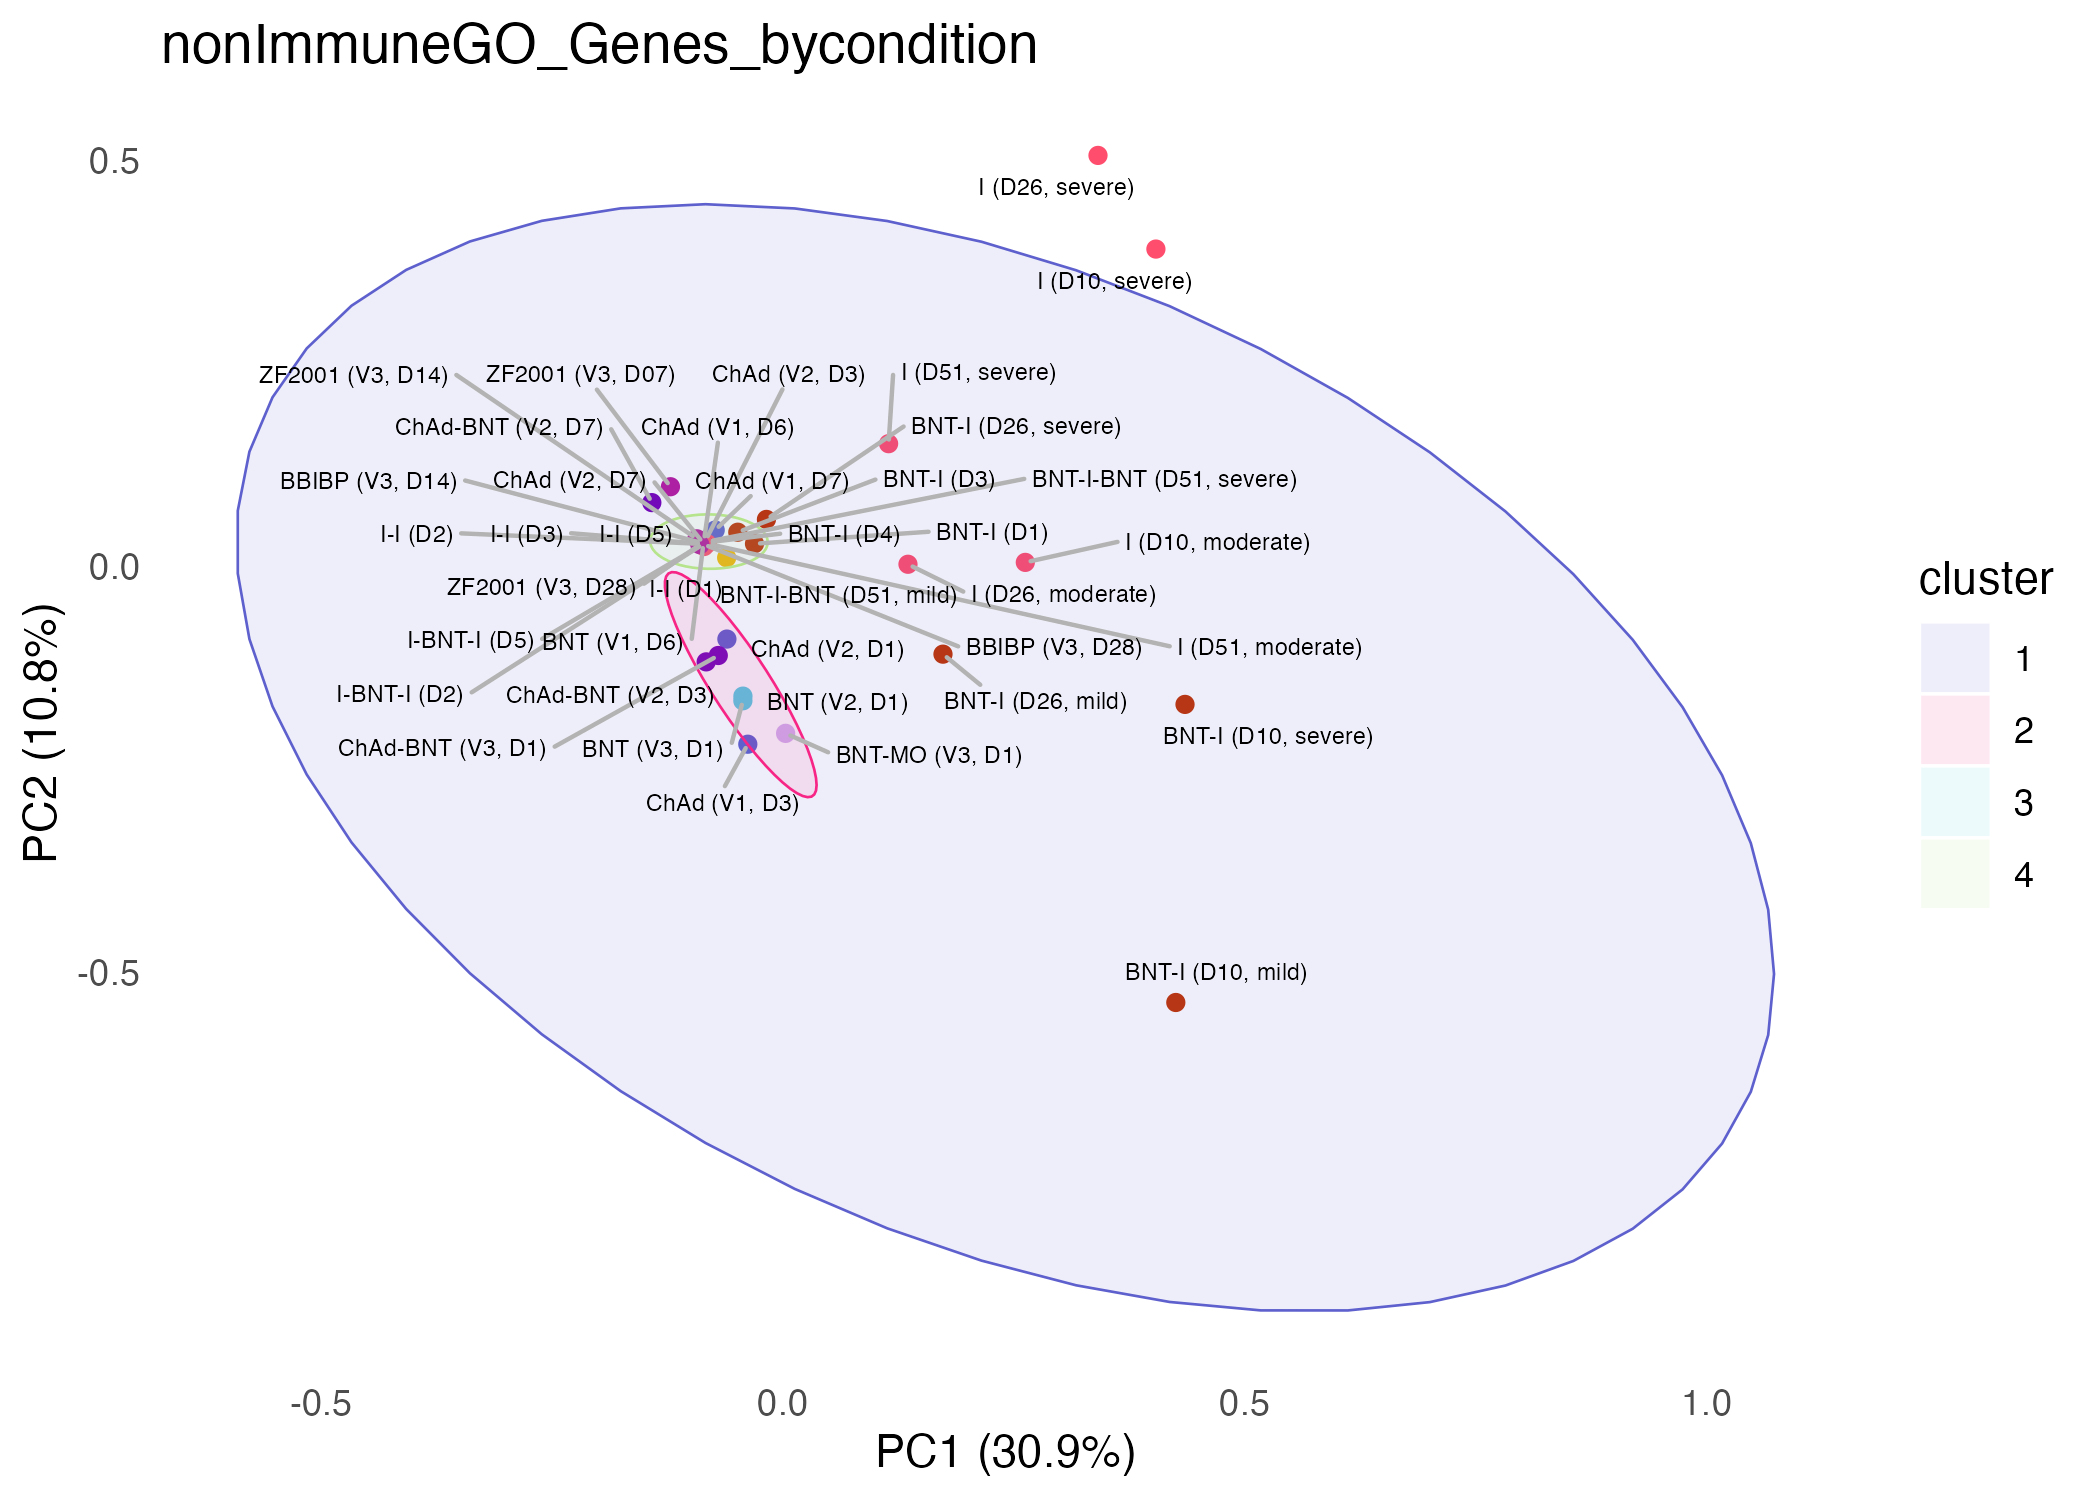 nonImmuneGO_Genes_bycondition
0.5
I (D26, severe)
I (D10, severe)
ZF2001 (V3, D14)
ZF2001 (V3, D07)
ChAd (V2, D3)
I (D51, severe)
ChAd-BNT (V2, D7)
ChAd (V1, D6)
BNT-I (D26, severe)
BBIBP (V3, D14)
ChAd (V2, D7)
ChAd (V1, D7)
BNT-I (D3)
BNT-I-BNT (D51, severe)
I-I (D2)
I-I (D3)
I-I (D5)
BNT-I (D4)
BNT-I (D1)
I (D10, moderate)
0.0
ZF2001 (V3, D28)
I-I (D1)
BNT-I-BNT (D51, mild)
I (D26, moderate)
I-BNT-I (D5)
BNT (V1, D6)
ChAd (V2, D1)
BBIBP (V3, D28)
I (D51, moderate)
I-BNT-I (D2)
ChAd-BNT (V2, D3)
BNT (V2, D1)
BNT-I (D26, mild)
ChAd-BNT (V3, D1)
BNT (V3, D1)
BNT-MO (V3, D1)
BNT-I (D10, severe)
ChAd (V1, D3)
-0.5
BNT-I (D10, mild)
PC2 (10.8%)
-0.5
0.0
0.5
1.0
PC1 (30.9%)
cluster
1
2
3
4